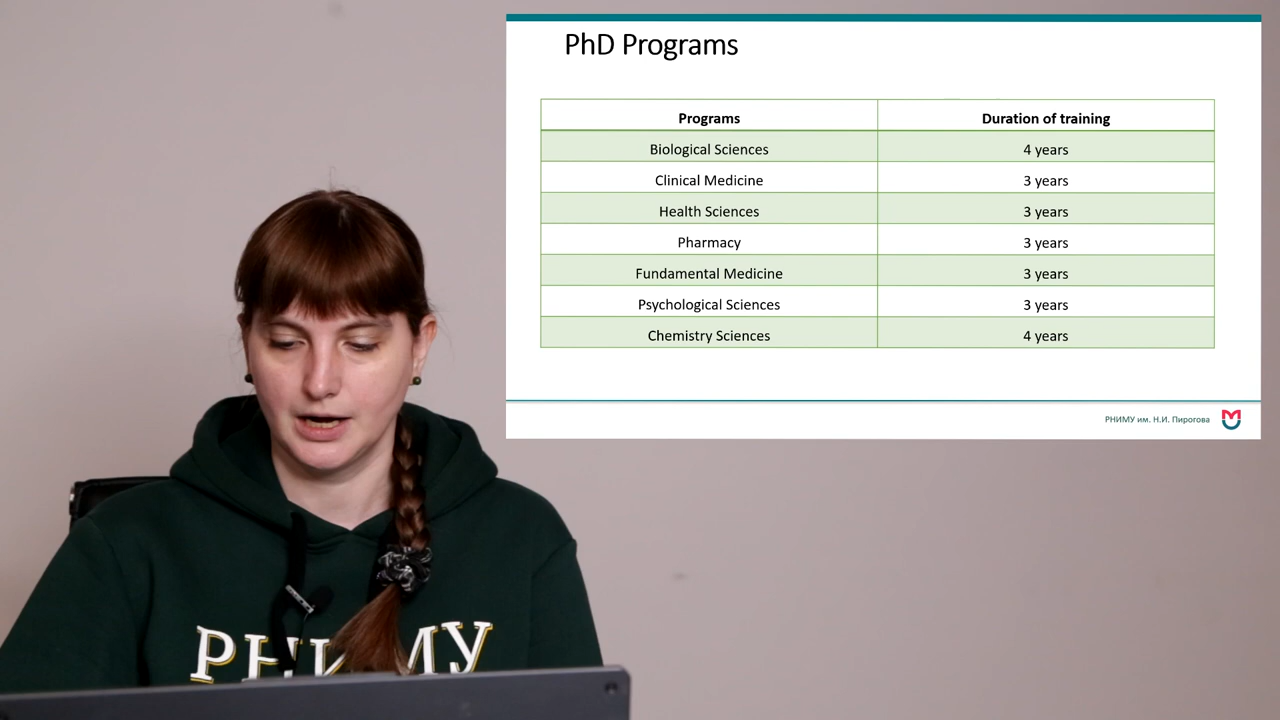 PhD Programs
Programs Duration of training
Biological Sciences 4 years
Clinical Medicine 3 years
Health Sciences 3 years
Pharmacy 3 years
Fundamental Medicine 3 years
Psychological Sciences 3 years
Chemistry Sciences 4 years
РНИМУ им. Н.И. Пирогова
РНИМУ